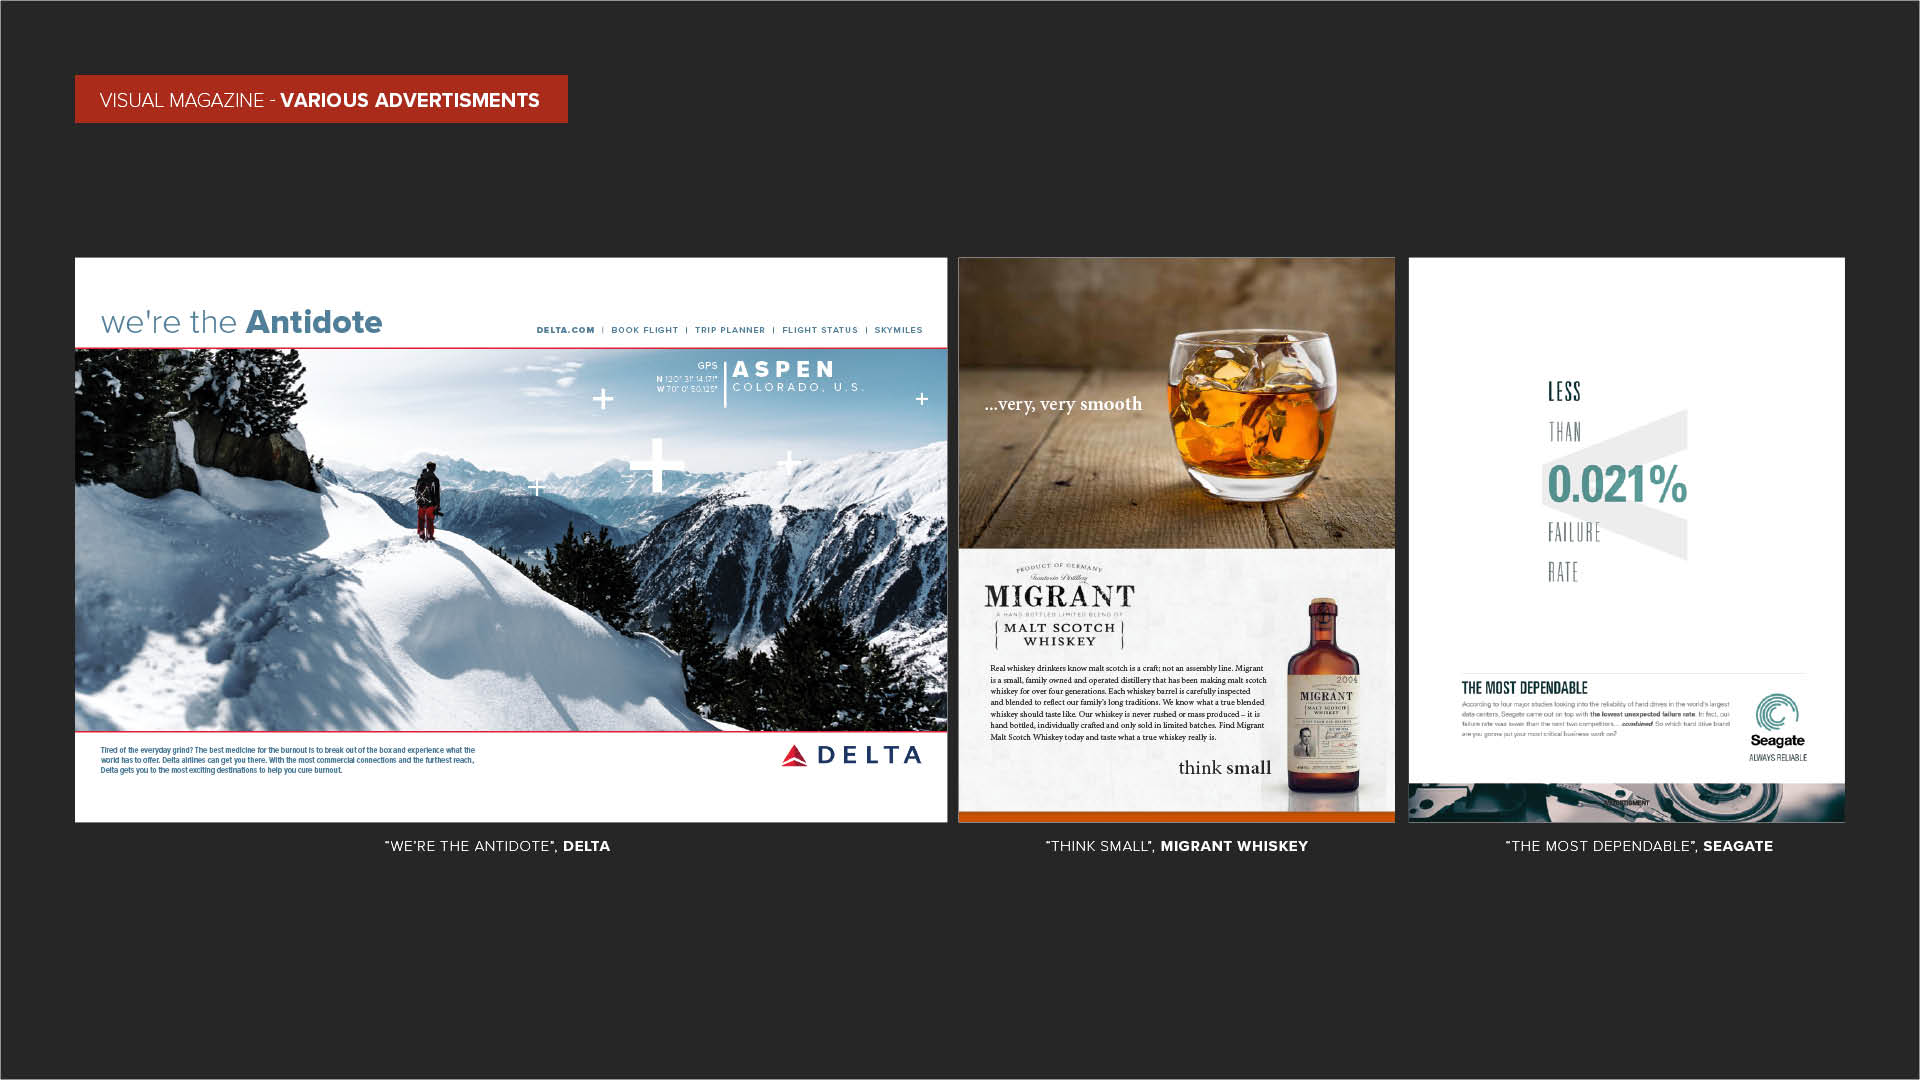 VISUAL MAGAZINE - VARIOUS ADVERTISMENTS
we're the Antidote
DELTA.COM | BOOK FLIGHT | TRIP PLANNER | FLIGHT STATUS | SKYMILES
GPS
ASPEN
COLORADO, U.S.
Tired of the everyday grind? The best medicine for the burnout is to break out of the box and experience what the
world has to offer. Delta airlines can get you there. With the most commercial connections and the furthest reach,
Delta gets you to the most exciting destinations to help you cure burnout.
DELTA
"WE'RE THE ANTIDOTE", DELTA
...very, very smooth
PRODUCT OF GERMANY
MIGRANT
A HAND BOTTLED LIMITED BLEND OF
MALT SCOTCH
WHISKEY
Real whiskey drinkers know malt scotch is a craft; not an assembly line. Migrant
is a small, family owned and operated distillery that has been making malt scotch
whiskey for over four generations. Each whiskey barrel is carefully inspected
and blended to reflect our family's long traditions. We know what a true blended
whiskey should taste like. Our whiskey is never rushed or mass produced – it is
hand bottled, individually crafted and only sold in limited batches. Find Migrant
Malt Scotch Whiskey today and taste what a true whiskey really is.
think small
2004
MIGRANT
MALT SCOTCH
WHISKEY
"THINK SMALL", MIGRANT WHISKEY
LESS
THAN
0.021%
FAILURE
RATE
THE MOST DEPENDABLE
According to four major studies looking into the reliability of hard drives in the world's largest
data centers, Seagate came out on top with the lowest unexpected failure rate. In fact, our
failure rate was lower than the next two competitors... combined! So which hard drive brand
are you gonna put your most critical business work on?
Seagate
ALWAYS RELIABLE
ADVERTISMENT
"THE MOST DEPENDABLE", SEAGATE